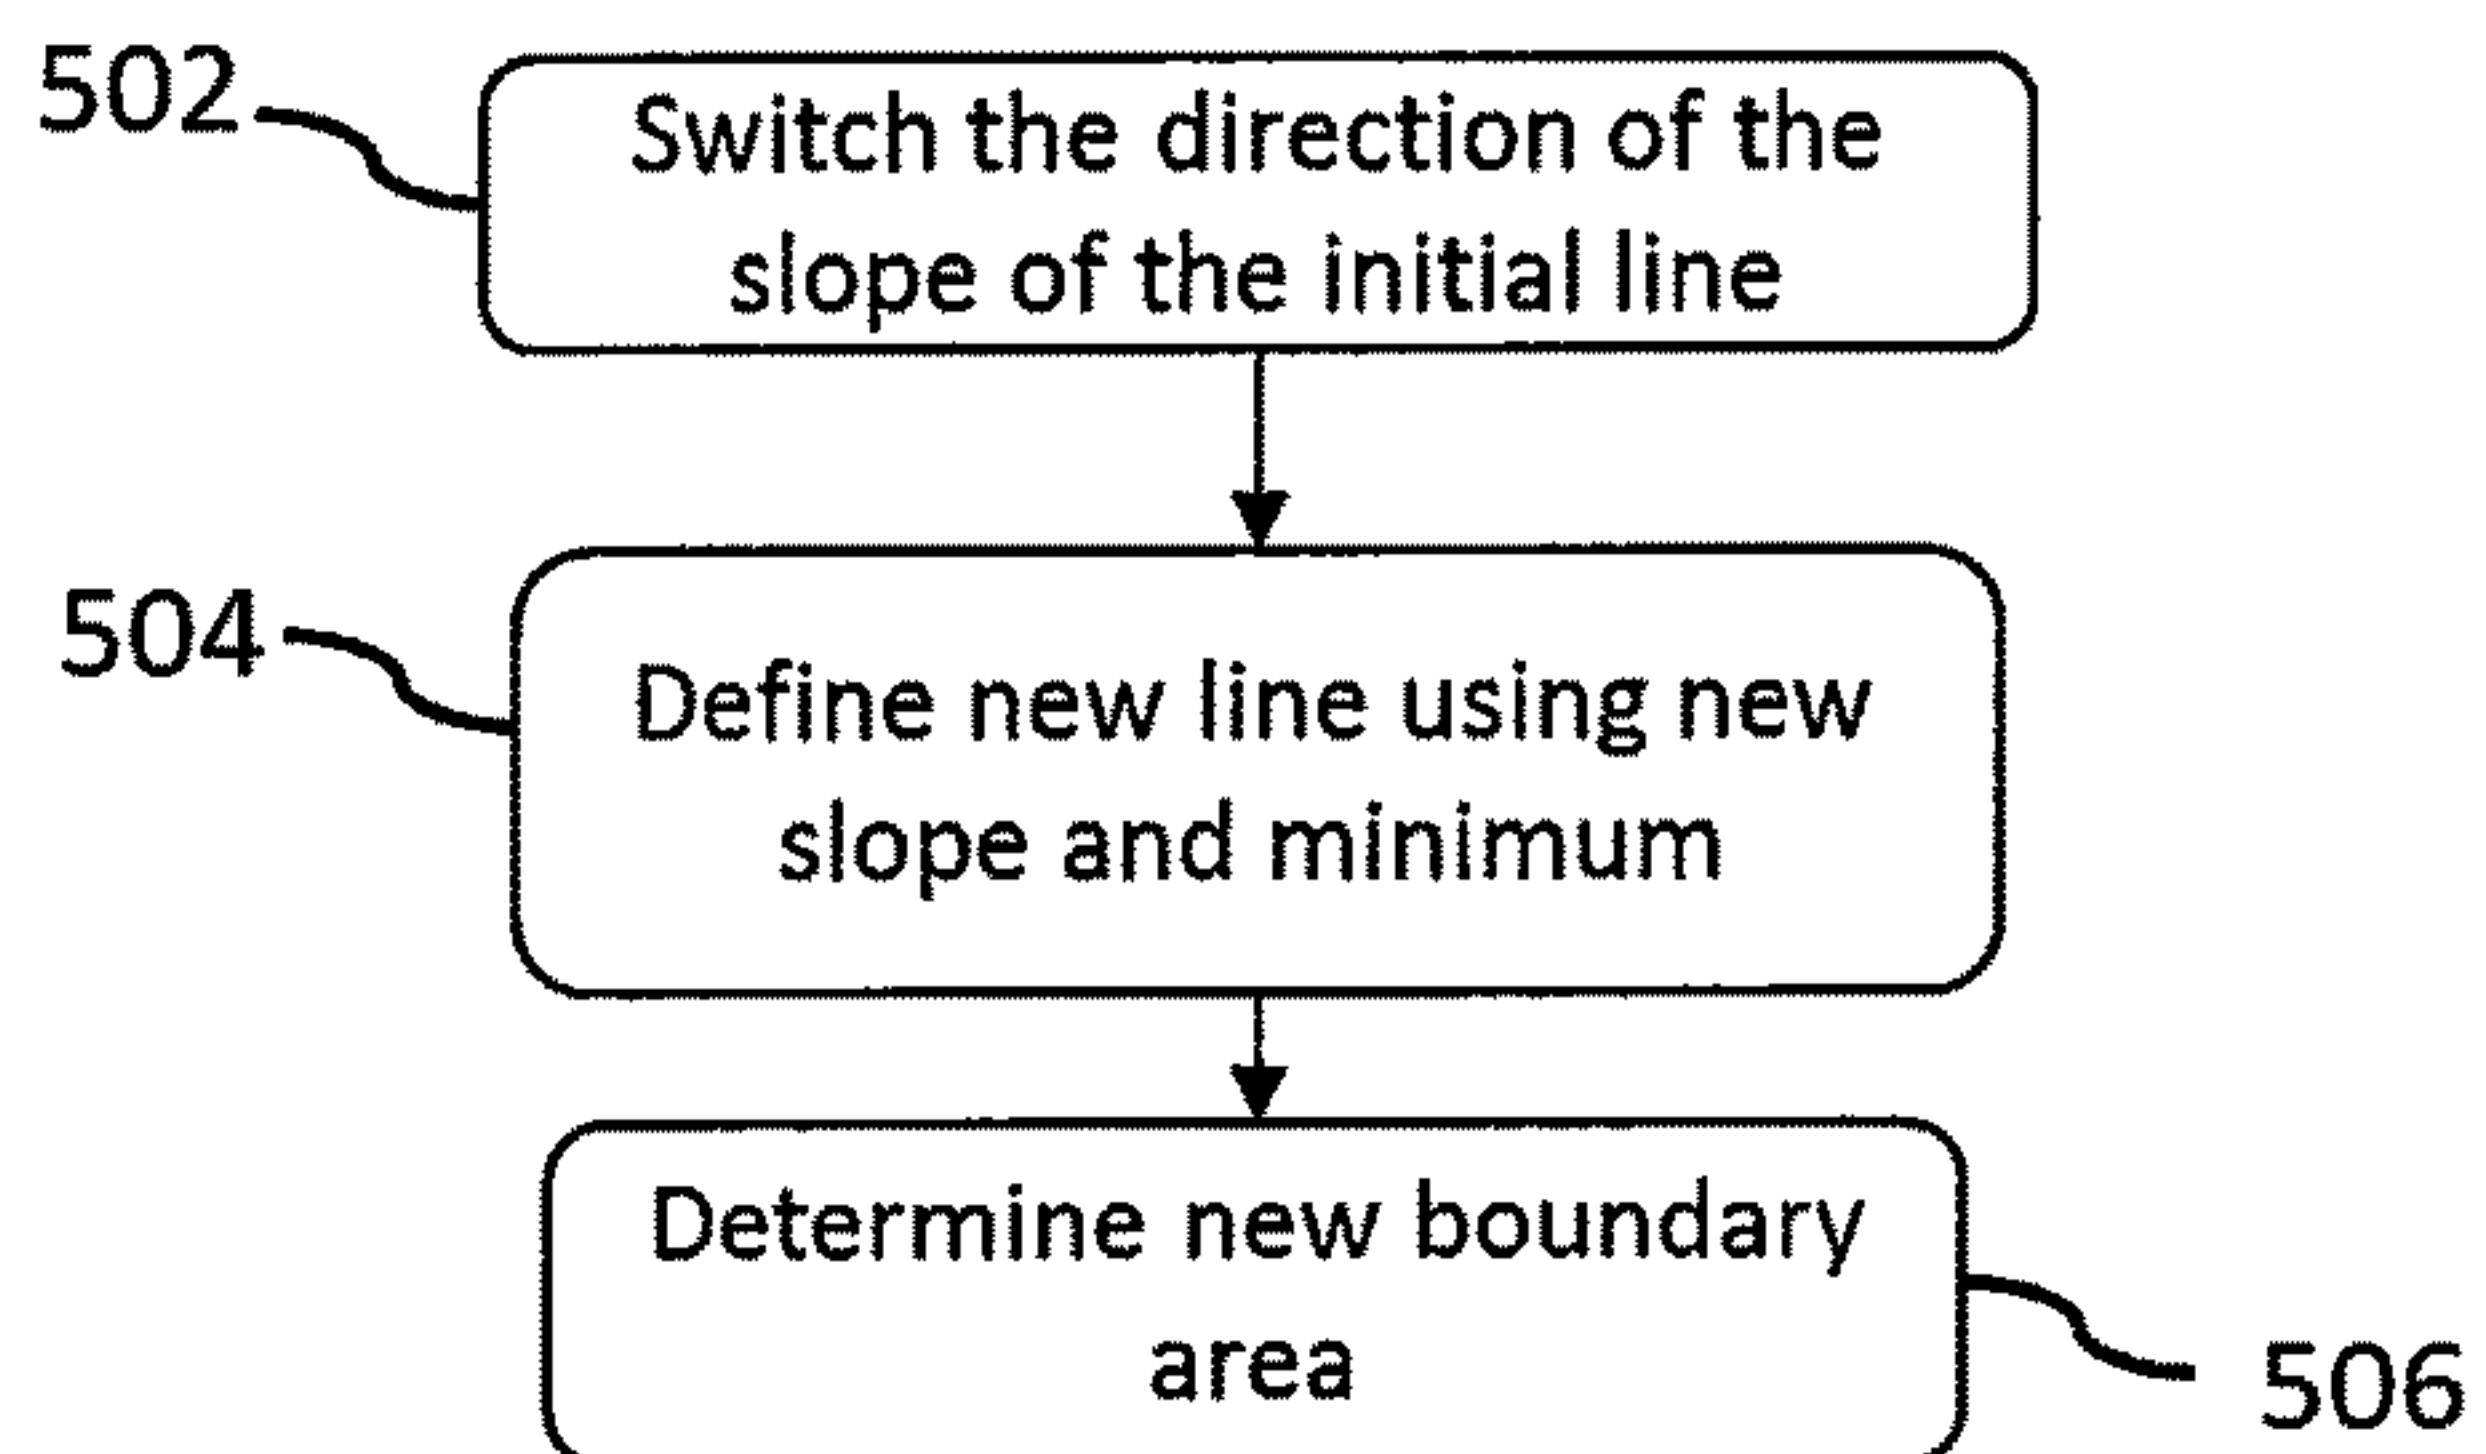 502
Switch the direction of the
slope of the initial line
504
Define new line using new
slope and minimum
Determine new boundary
area
506